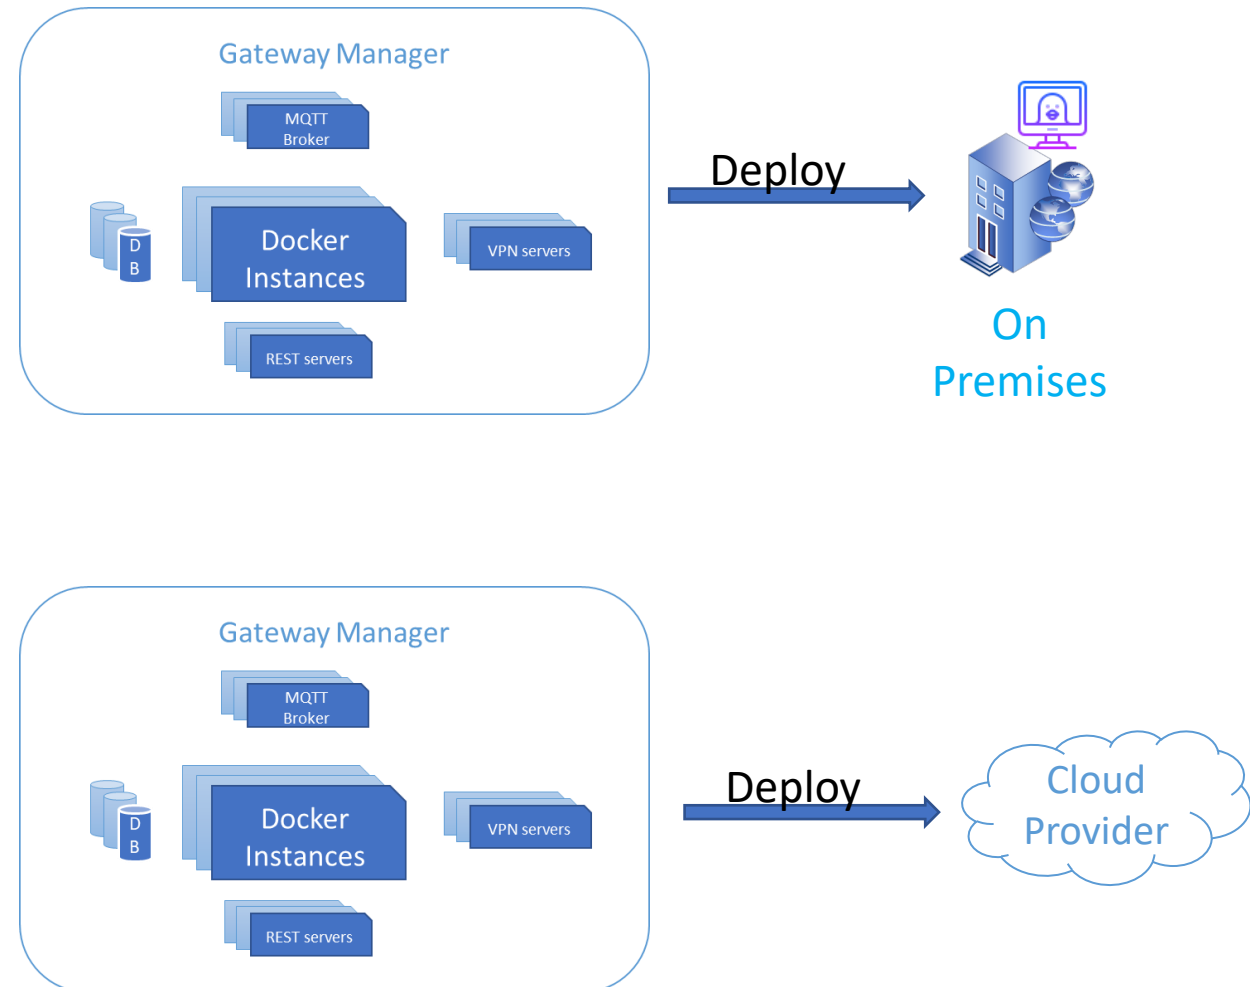 Gateway Manager
MQTT
Broker
D
B
Docker
Instances
VPN servers
REST servers
Deploy
On
Premises
Gateway Manager
MQTT
Broker
D
B
Docker
Instances
VPN servers
REST servers
Deploy
Cloud
Provider